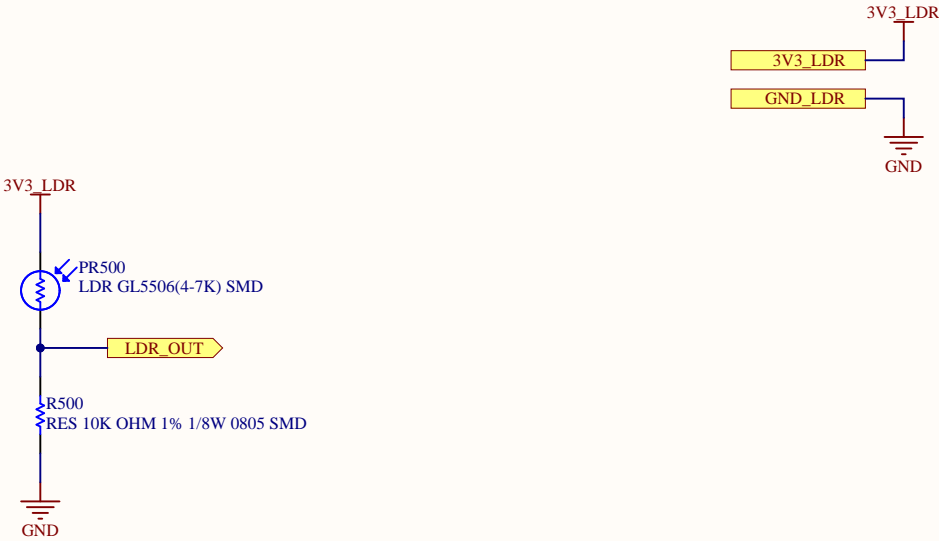 3V3_LDR
3V3_LDR
GND_LDR
GND
3V3_LDR
PR500
LDR GL5506(4-7K) SMD
LDR_OUT
R500
RES 10K OHM 1% 1/8W 0805 SMD
GND